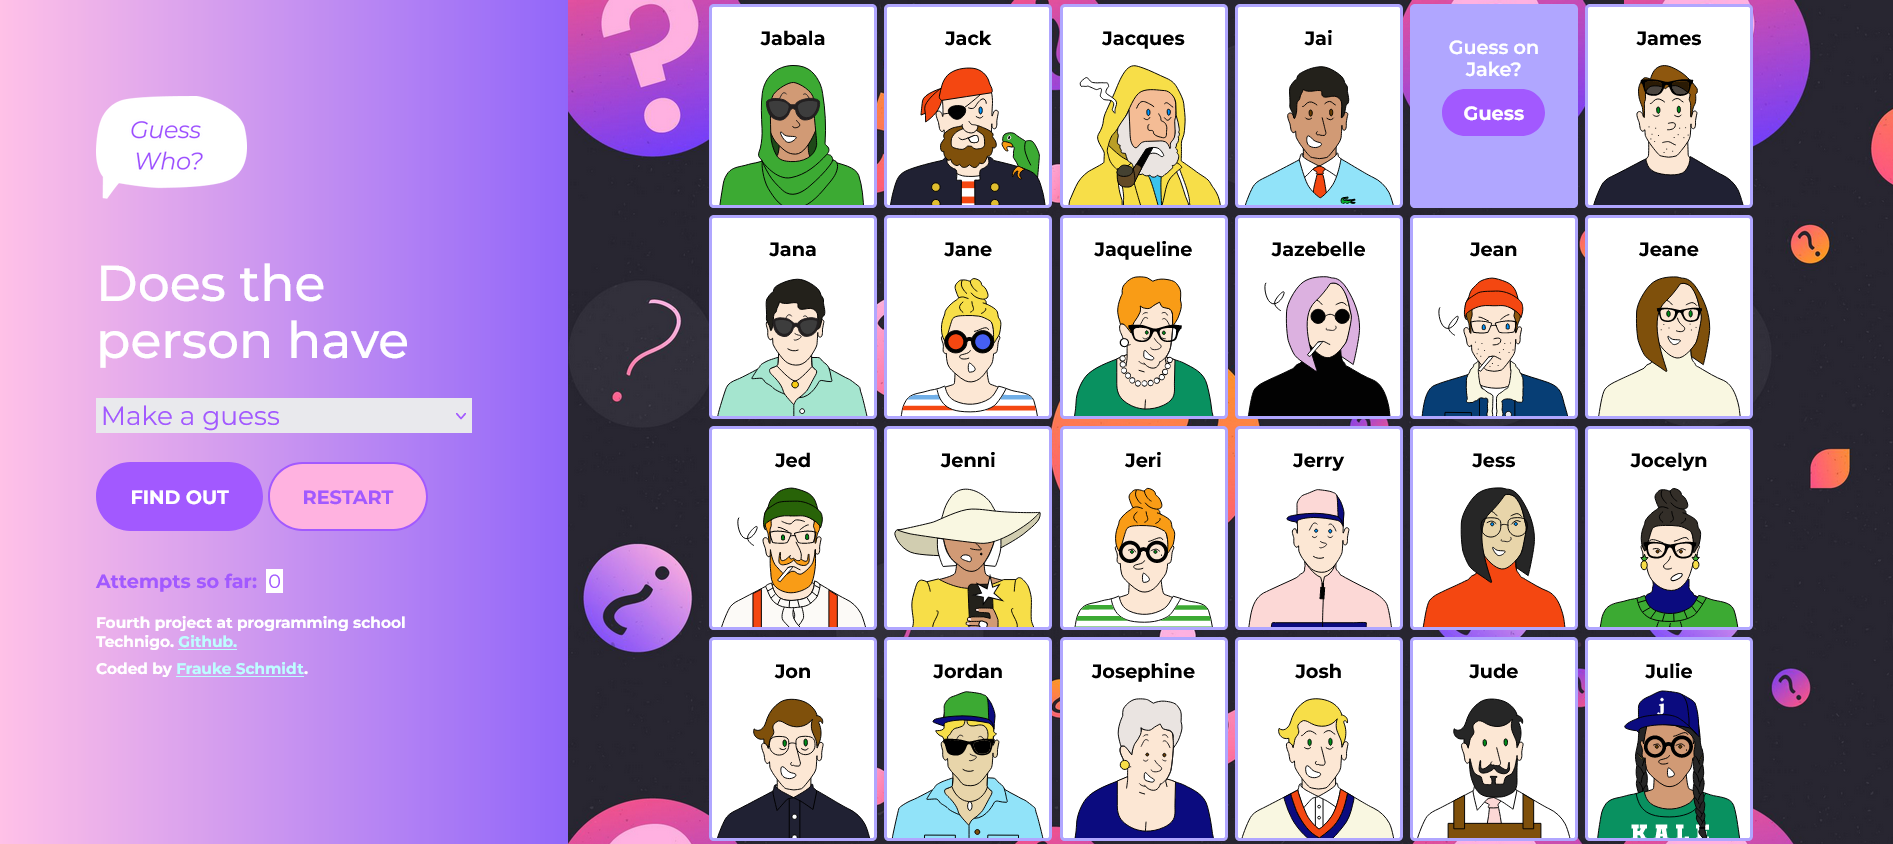 Guess
Who?
Does the
person have
Make a guess
FIND OUT
RESTART
Attempts so far: 0
Fourth project at programming school
Technigo. Github.
Coded by Frauke Schmidt.
Jabala
Jack
Jacques
Jai
Guess on
Jake?
Guess
James
Jana
Jane
Jaqueline
Jazebelle
Jean
Jeane
Jed
Jenni
Jeri
Jerry
Jess
Jocelyn
Jon
Jordan
Josephine
Josh
Jude
Julie
j
KALE